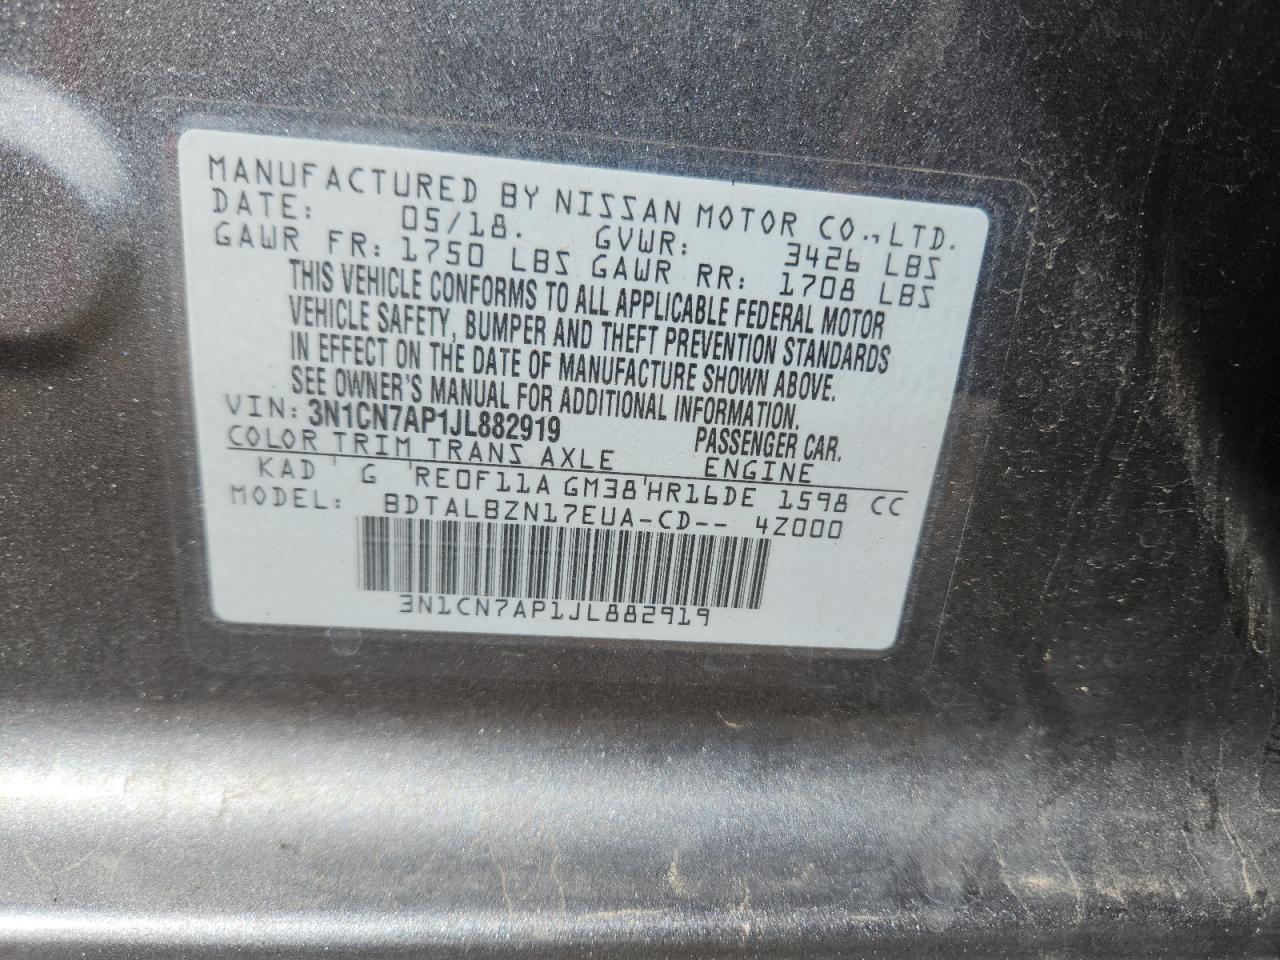 MANUFACTURED BY NISSAN MOTOR CO.,LTD.
DATE: 05/18. GVWR: 3426 LBS
GAWR FR: 1750 LBS GAWR RR: 1708 LBS
THIS VEHICLE CONFORMS TO ALL APPLICABLE FEDERAL MOTOR
VEHICLE SAFETY, BUMPER AND THEFT PREVENTION STANDARDS
IN EFFECT ON THE DATE OF MANUFACTURE SHOWN ABOVE.
SEE OWNER'S MANUAL FOR ADDITIONAL INFORMATION.
VIN: 3N1CN7AP1JL882919 PASSENGER CAR.
COLOR TRIM TRANS AXLE ENGINE
KAD ' G 'RE0F11A GM38'HR16DE 1598 CC
MODEL: BDTALBZN17EUA-CD-- 4Z000
3N1CN7AP1JL882919